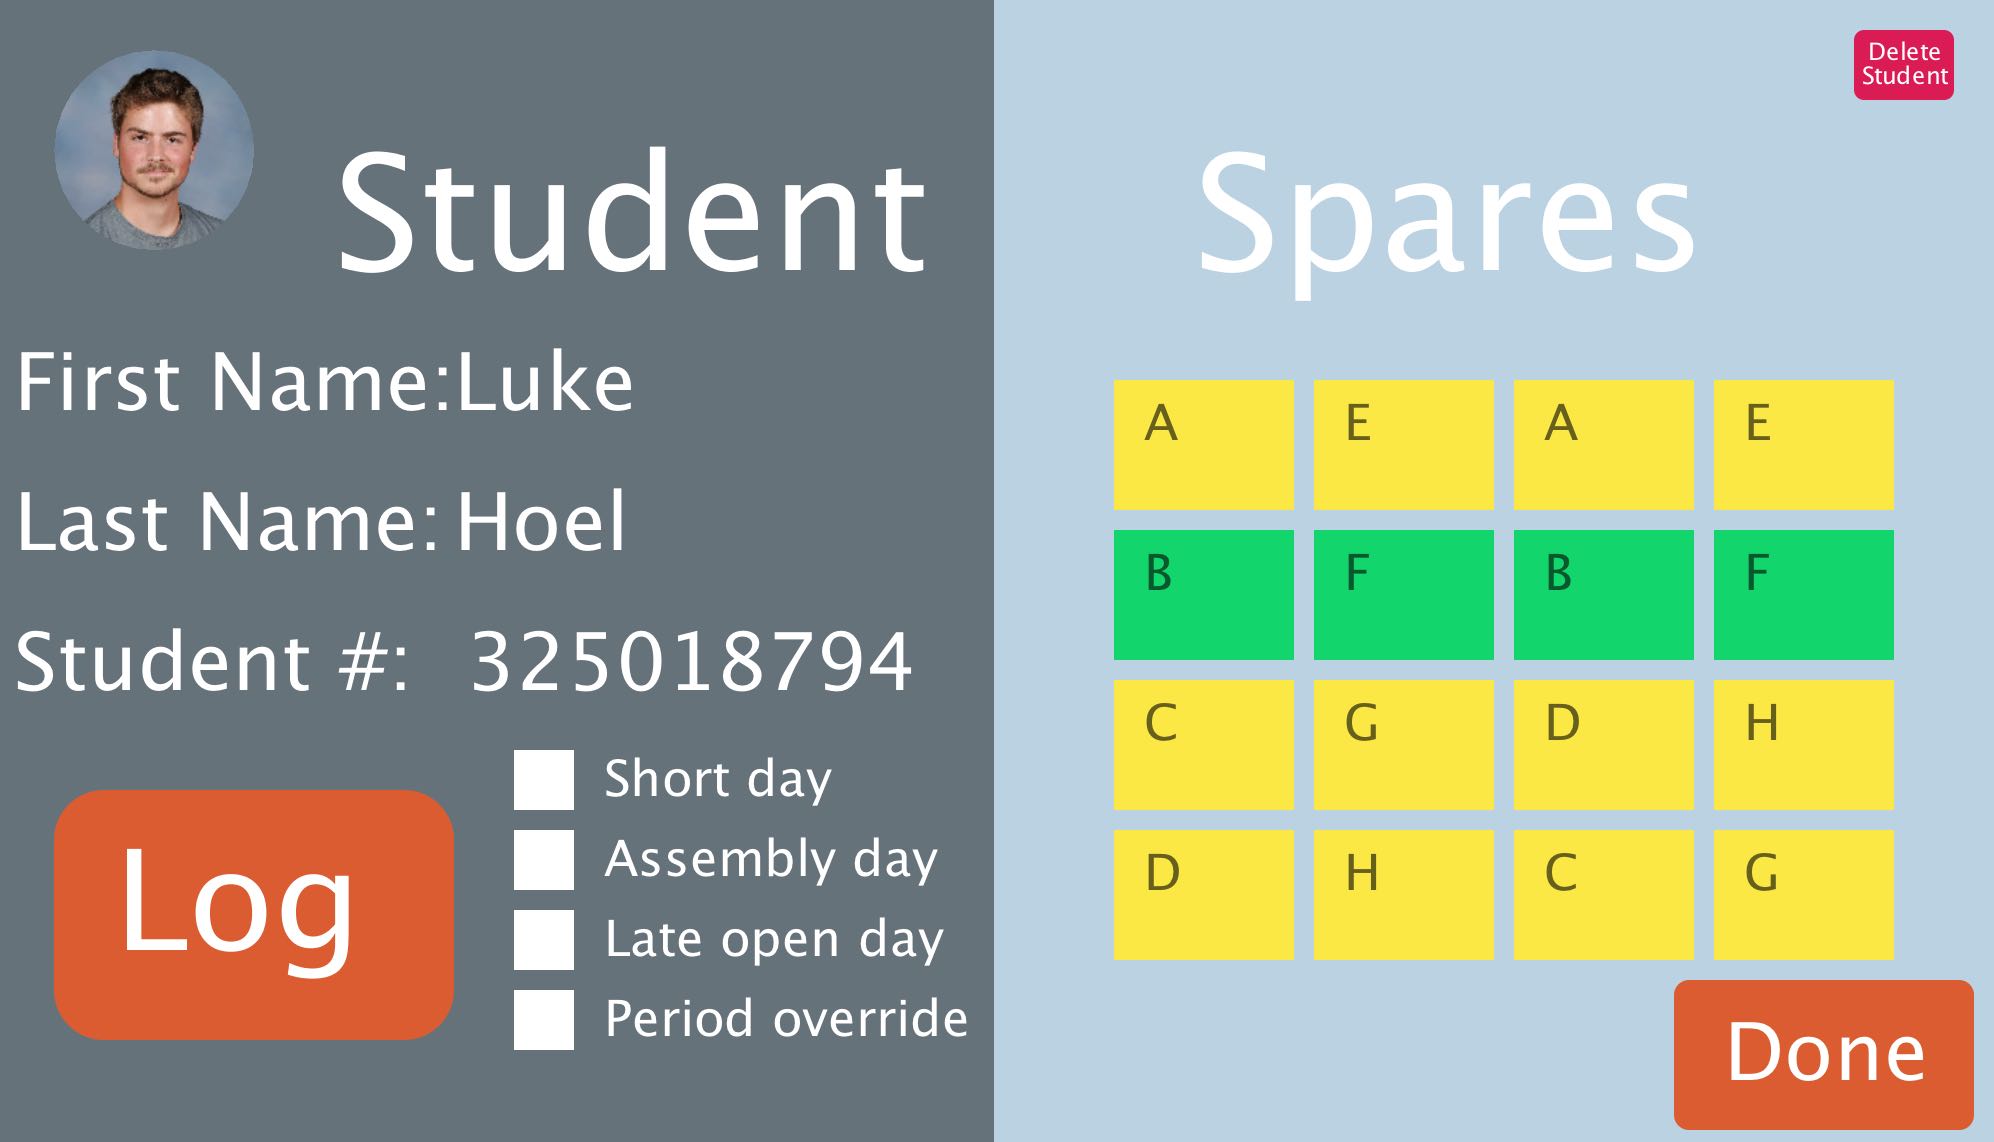 Student
First Name: Luke
Last Name: Hoel
Student #: 325018794
Log
Short day
Assembly day
Late open day
Period override
Delete
Student
Spares
A E A E
B F B F
C G D H
D H C G
Done